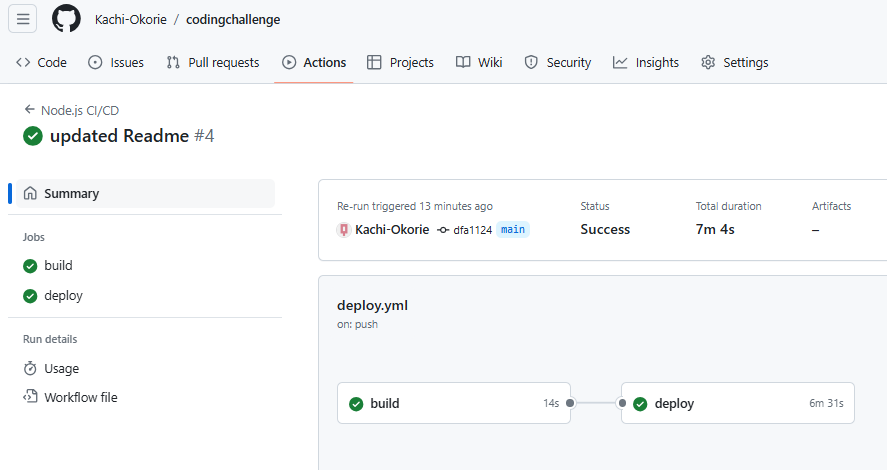 Kachi-Okorie / codingchallenge
Code Issues Pull requests Actions Projects Wiki Security Insights Settings
Node.js CI/CD
updated Readme #4
Summary
Jobs
build
deploy
Run details
Usage
Workflow file
Re-run triggered 13 minutes ago
Kachi-Okorie dfa1124 main
Status
Success
Total duration
7m 4s
Artifacts
–
deploy.yml
on: push
build 14s
deploy 6m 31s